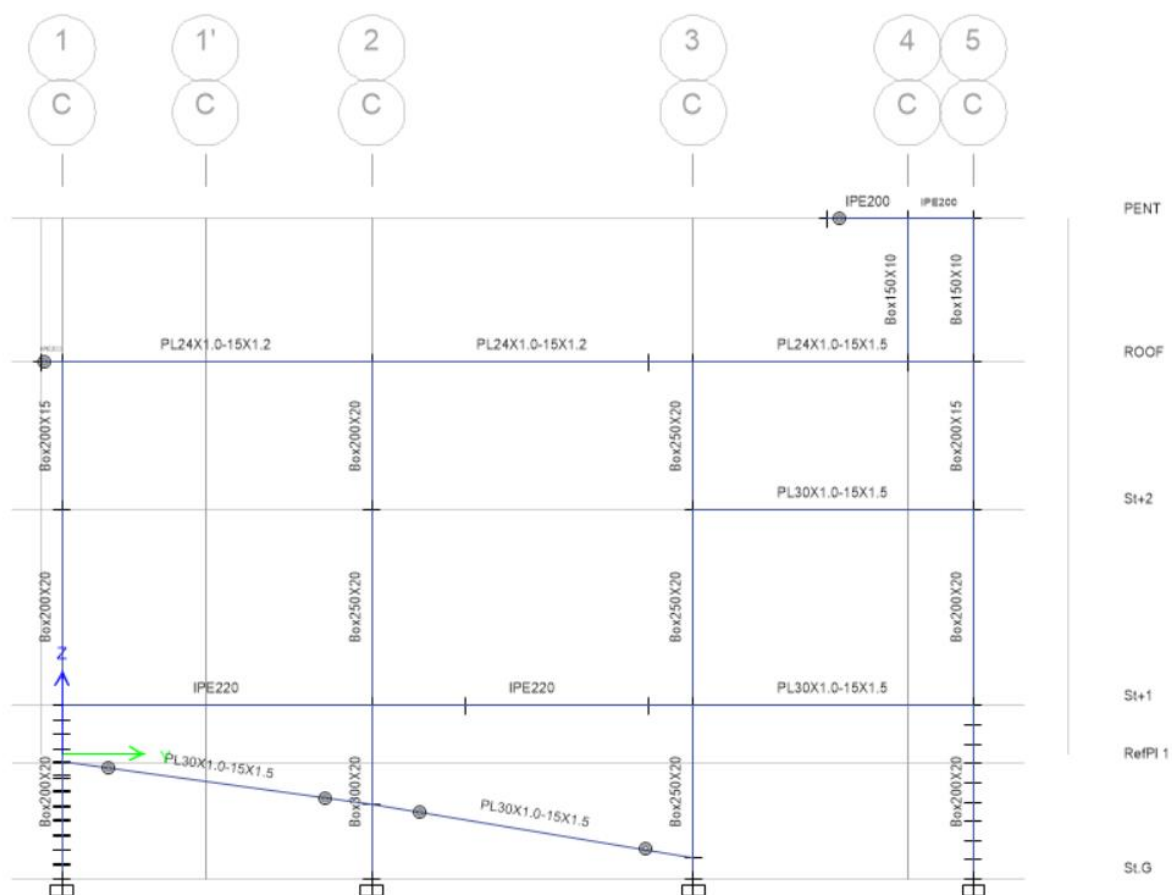 1 1' 2 3 4 5
C C C C C C
IPE200 IPE200 PENT
Box150X10 Box150X10
PL24X1.0-15X1.2 PL24X1.0-15X1.2 PL24X1.0-15X1.5 ROOF
Box200X15 Box200X20 Box250X20 Box200X15
PL30X1.0-15X1.5 St+2
Box200X20 Box250X20 Box250X20 Box200X20
Z
IPE220 IPE220 PL30X1.0-15X1.5 St+1
Y RefPl 1
PL30X1.0-15X1.5
Box200X20 Box300X20 Box250X20 Box200X20
PL30X1.0-15X1.5
St.G